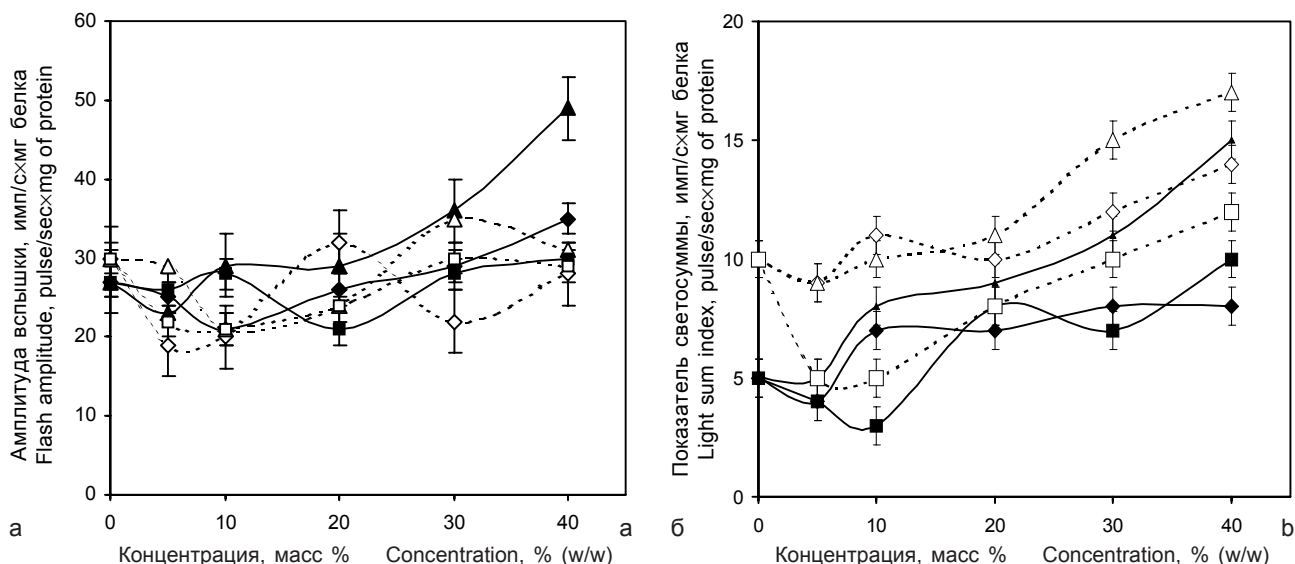 Амплитуда вспышки, имп/с×мг белка
Flash amplitude, pulse/sec×mg of protein
60
50
40
30
20
10
0
0 10 20 30 40
а a
Концентрация, масс % Concentration, % (w/w)
Показатель светосуммы, имп/с×мг белка
Light sum index, pulse/sec×mg of protein
20
15
10
5
0
0 10 20 30 40
б b
Концентрация, масс % Concentration, % (w/w)